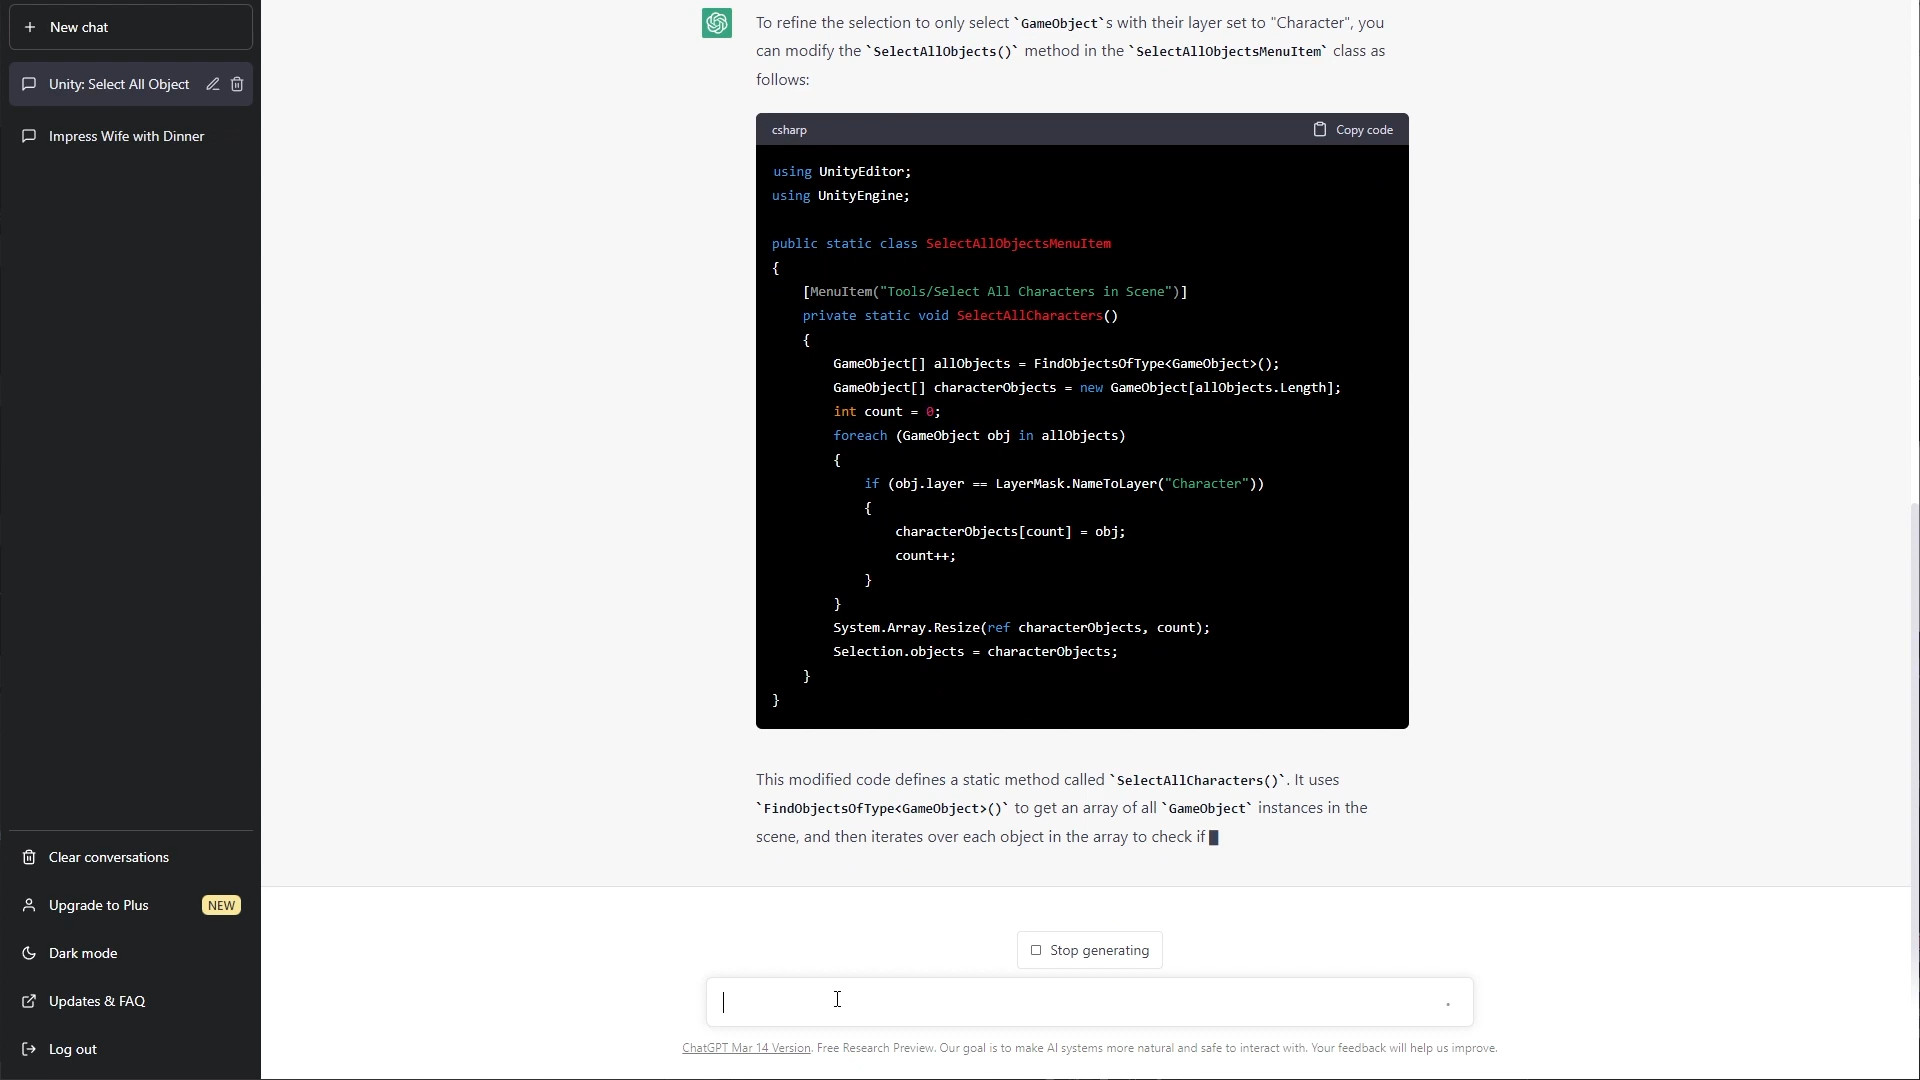 New chat
Unity: Select All Object
Impress Wife with Dinner
Clear conversations
Upgrade to Plus NEW
Dark mode
Updates & FAQ
Log out
To refine the selection to only select `GameObject`s with their layer set to "Character", you
can modify the `SelectAllObjects()` method in the `SelectAllObjectsMenuItem` class as
follows:
csharp Copy code
using UnityEditor;
using UnityEngine;
public static class SelectAllObjectsMenuItem
{
[MenuItem("Tools/Select All Characters in Scene")]
private static void SelectAllCharacters()
{
GameObject[] allObjects = FindObjectsOfType<GameObject>();
GameObject[] characterObjects = new GameObject[allObjects.Length];
int count = 0;
foreach (GameObject obj in allObjects)
{
if (obj.layer == LayerMask.NameToLayer("Character"))
{
characterObjects[count] = obj;
count++;
}
}
System.Array.Resize(ref characterObjects, count);
Selection.objects = characterObjects;
}
}
This modified code defines a static method called `SelectAllCharacters()`. It uses
`FindObjectsOfType<GameObject>()` to get an array of all `GameObject` instances in the
scene, and then iterates over each object in the array to check if
Stop generating
ChatGPT Mar 14 Version. Free Research Preview. Our goal is to make AI systems more natural and safe to interact with. Your feedback will help us improve.